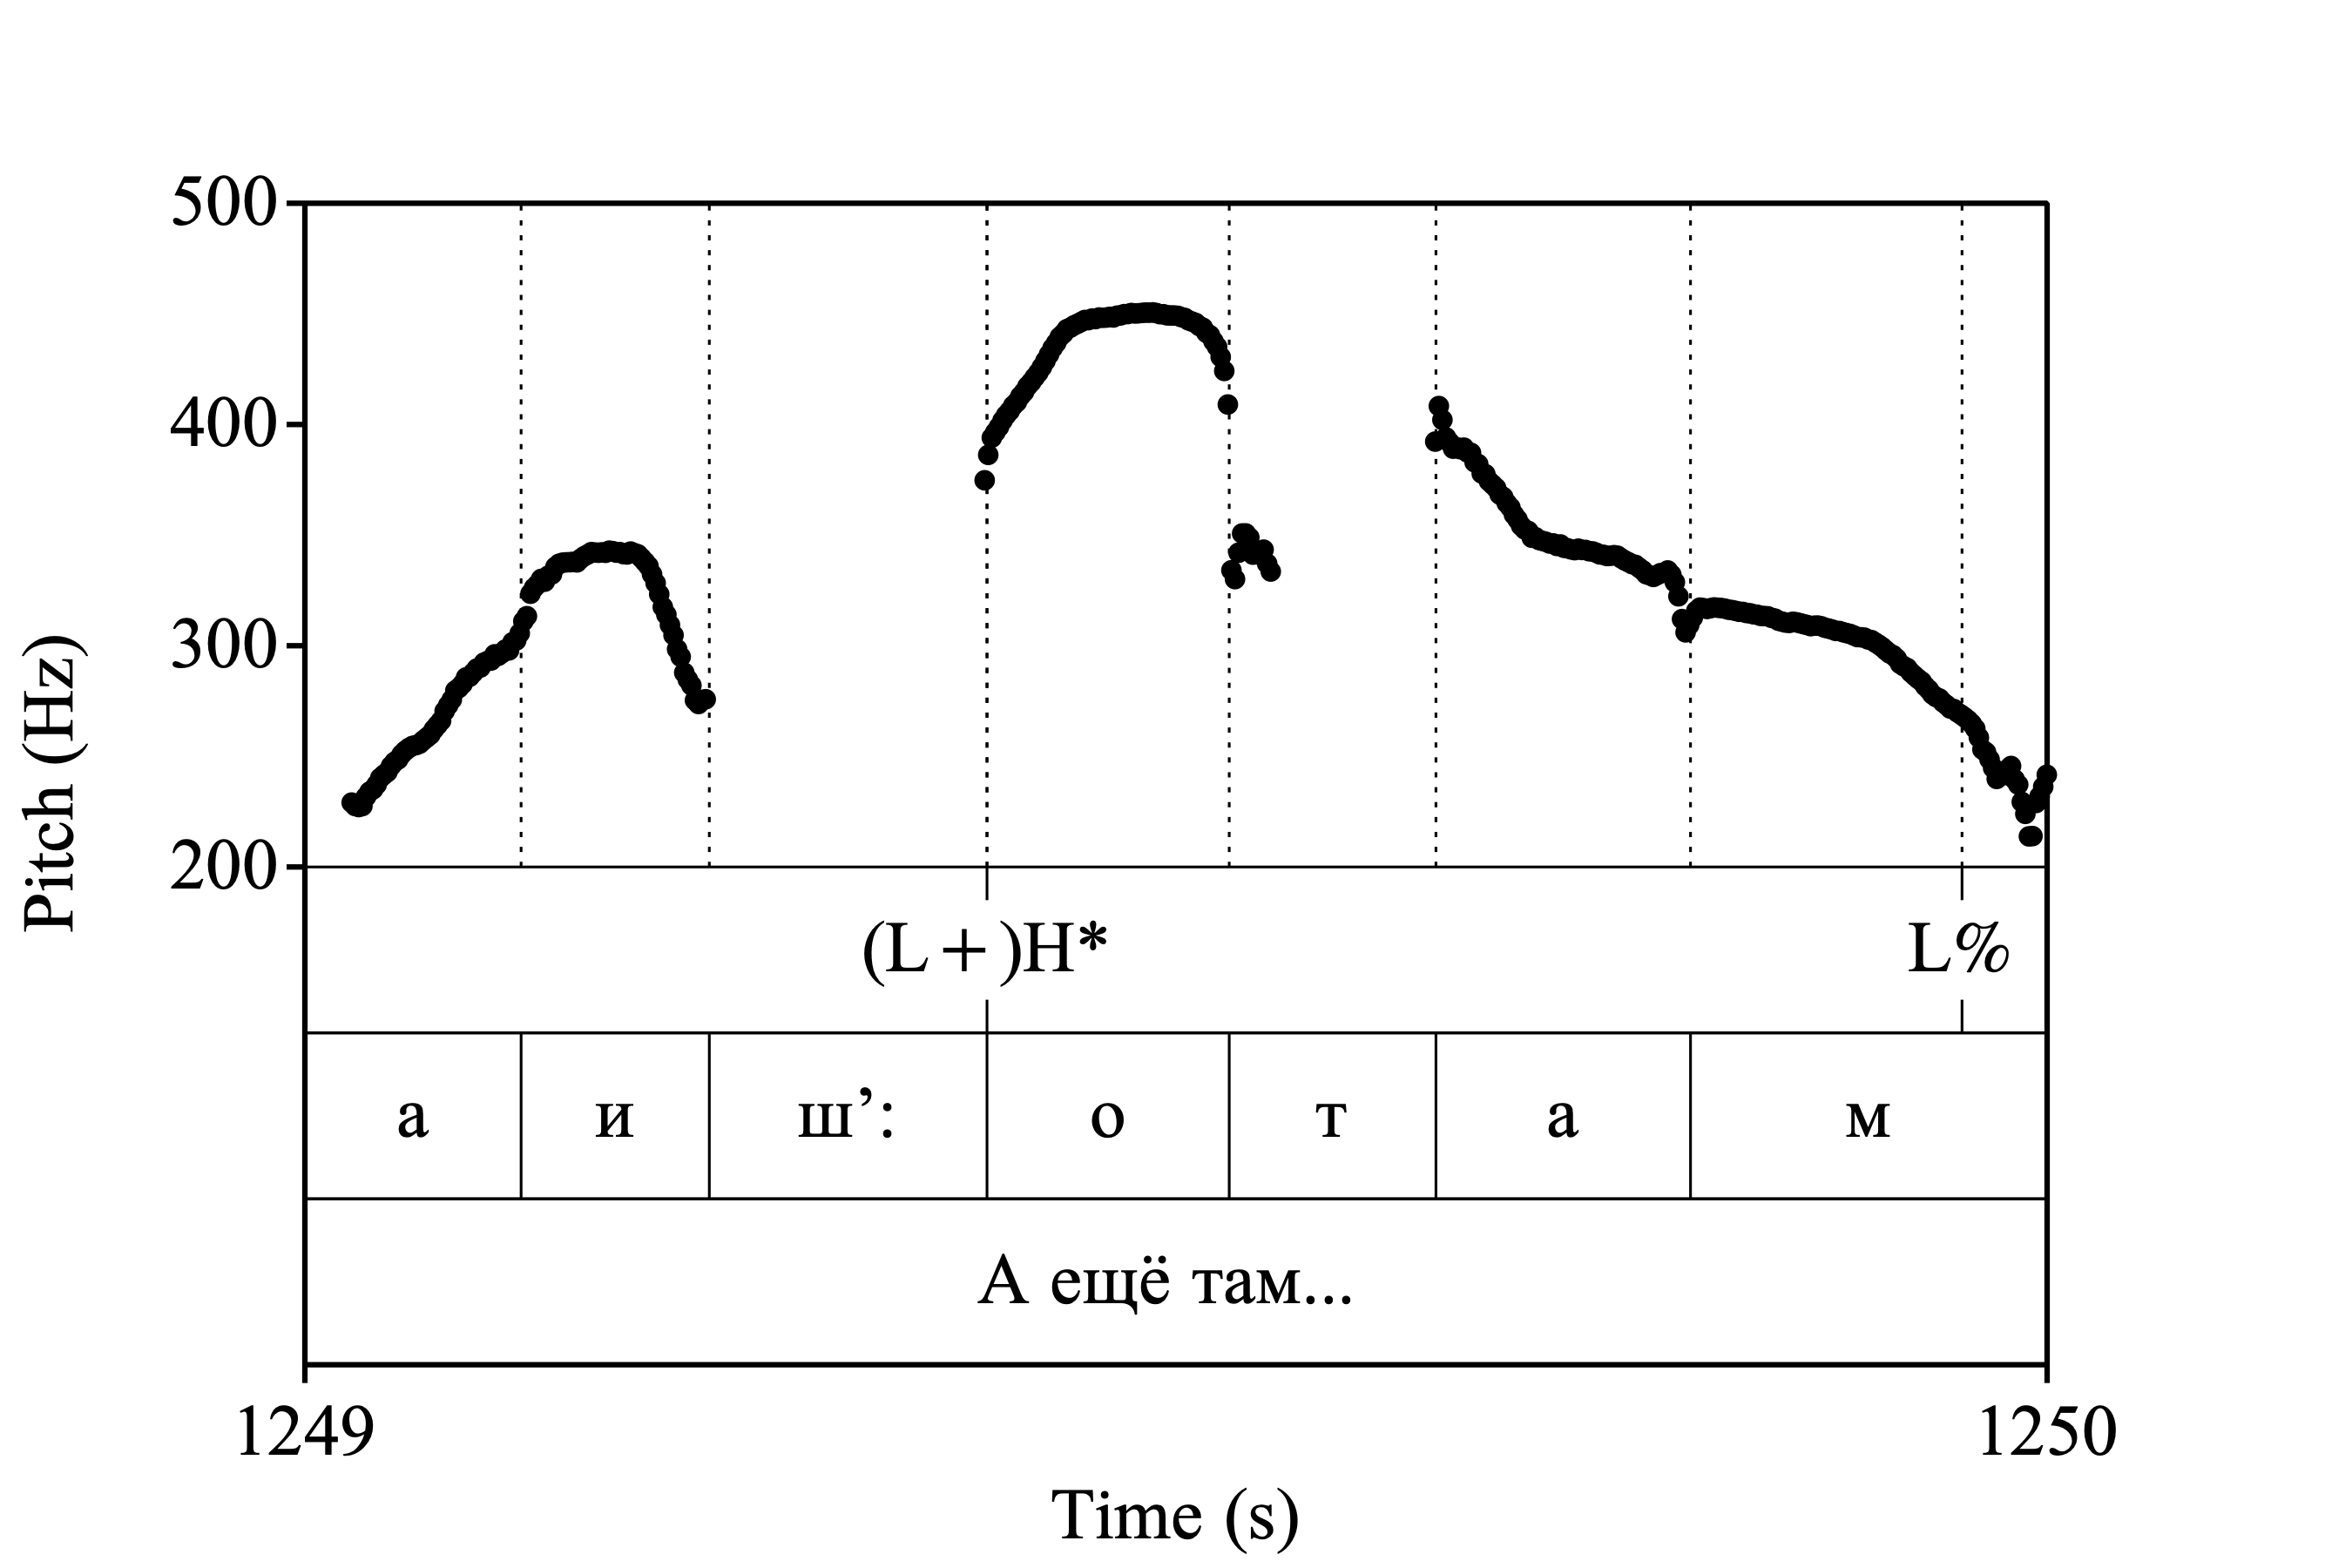 Pitch (Hz)
500
400
300
200
(L+)H* L%
а и ш’: о т а м
А ещё там...
1249 1250
Time (s)